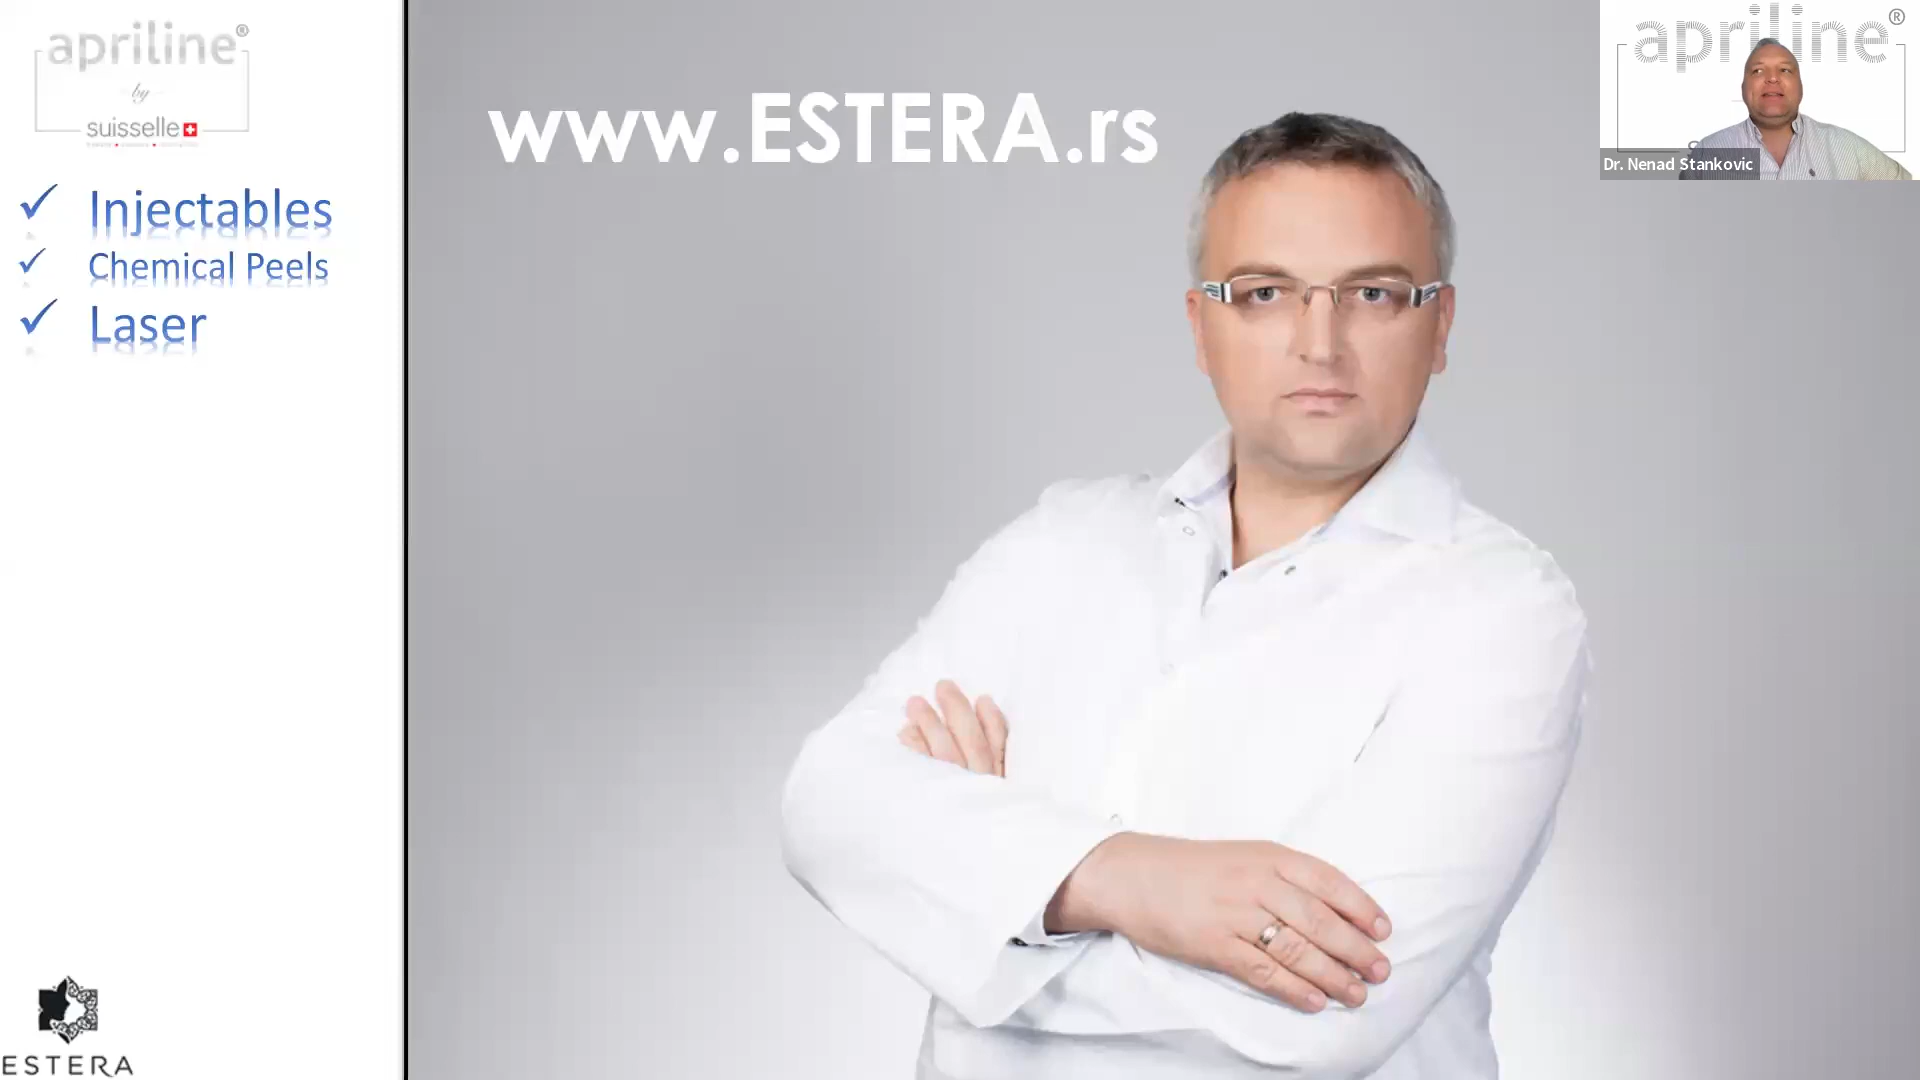 apriline®
by
suisselle
Injectables
Chemical Peels
Laser
ESTERA
www.ESTERA.rs
apriline®
Dr. Nenad Stankovic